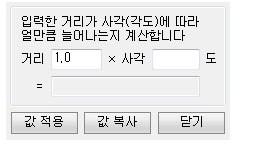 입력한 거리가 사각(각도)에 따라
얼만큼 늘어나는지 계산합니다
거리 1.0 × 사각 도
=
값 적용 값 복사 닫기